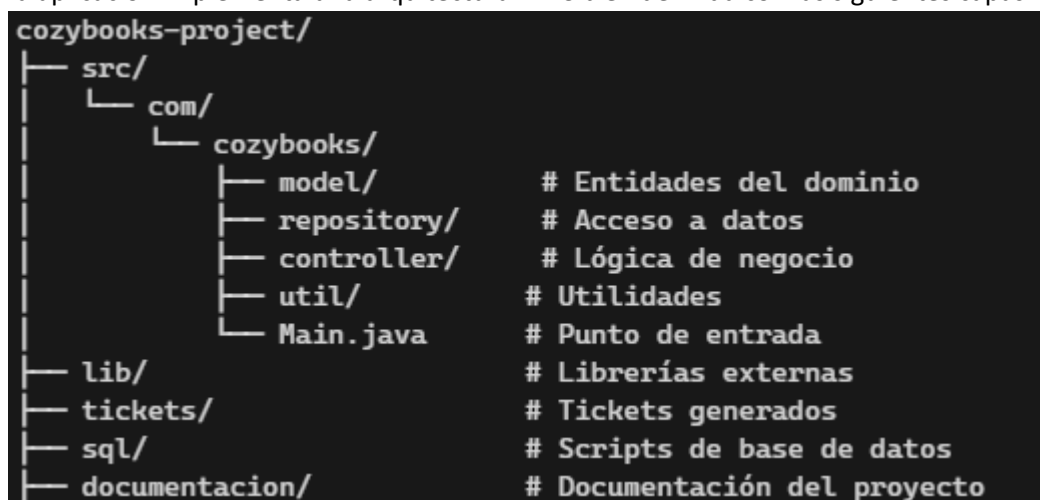 cozybooks-project/
├── src/
│   └── com/
│       └── cozybooks/
│           ├── model/          # Entidades del dominio
│           ├── repository/     # Acceso a datos
│           ├── controller/     # Lógica de negocio
│           ├── util/          # Utilidades
│           └── Main.java      # Punto de entrada
├── lib/                       # Librerías externas
├── tickets/                   # Tickets generados
├── sql/                       # Scripts de base de datos
├── documentacion/             # Documentación del proyecto